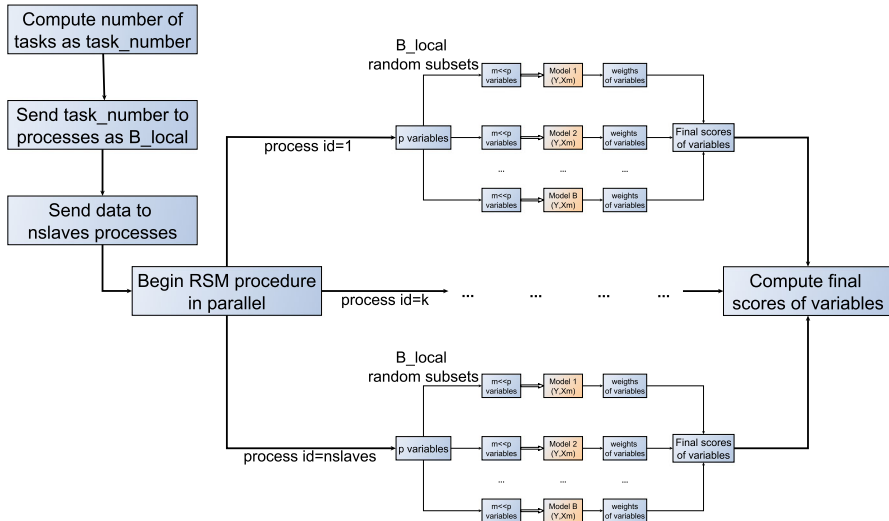 Compute number of
tasks as task_number
Send task_number to
processes as B_local
Send data to
nslaves processes
Begin RSM procedure
in parallel
process id=1
B_local
random subsets
p variables
m<<p
variables
Model 1
(Y,Xm)
weigths
of variables
m<<p
variables
Model 2
(Y,Xm)
weights
of variables
...
...
...
m<<p
variables
Model B
(Y,Xm)
weights
of variables
Final scores
of variables
process id=k
...
...
...
...
Compute final
scores of variables
process id=nslaves
B_local
random subsets
p variables
m<<p
variables
Model 1
(Y,Xm)
weigths
of variables
m<<p
variables
Model 2
(Y,Xm)
weights
of variables
...
...
m<<p
variables
Model B
(Y,Xm)
weights
of variables
Final scores
of variables